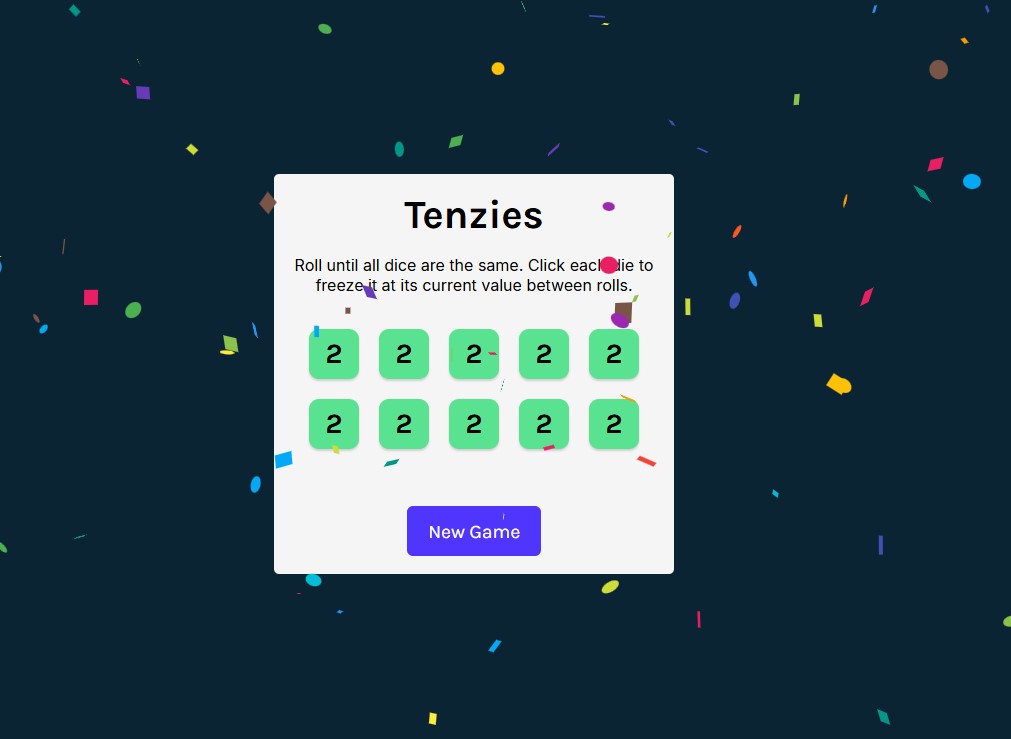 Tenzies
Roll until all dice are the same. Click each die to
freeze it at its current value between rolls.
2 2 2 2 2
2 2 2 2 2
New Game